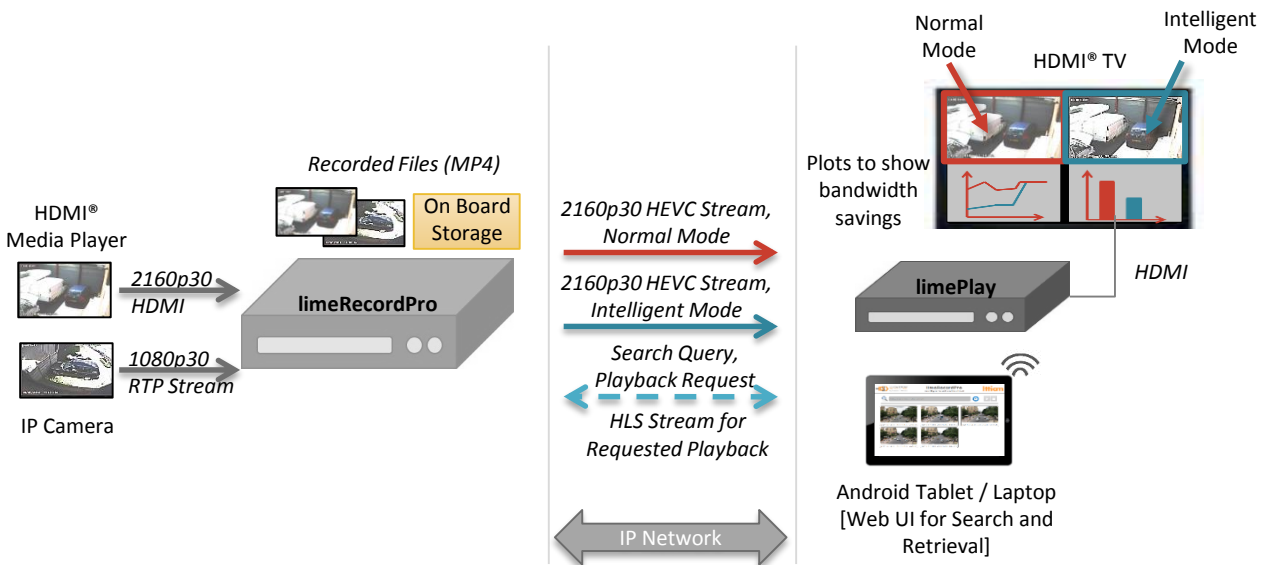 Normal
Mode
Intelligent
Mode
HDMI® TV
Recorded Files (MP4)
On Board
Storage
HDMI®
Media Player
2160p30
HDMI
limeRecordPro
1080p30
RTP Stream
IP Camera
2160p30 HEVC Stream,
Normal Mode
2160p30 HEVC Stream,
Intelligent Mode
Search Query,
Playback Request
HLS Stream for
Requested Playback
IP Network
Plots to show
bandwidth
savings
limePlay
HDMI
Android Tablet / Laptop
[Web UI for Search and
Retrieval]